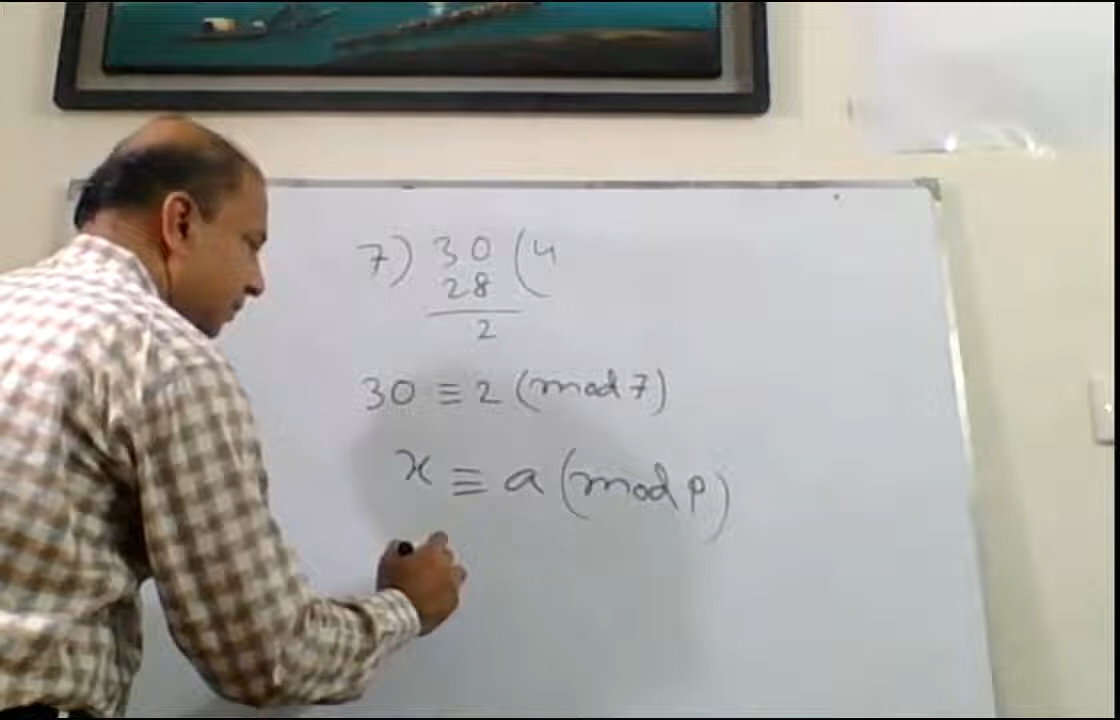 7) 30 (4
28
2
30 ≡ 2 (mod 7)
x ≡ a (mod p)